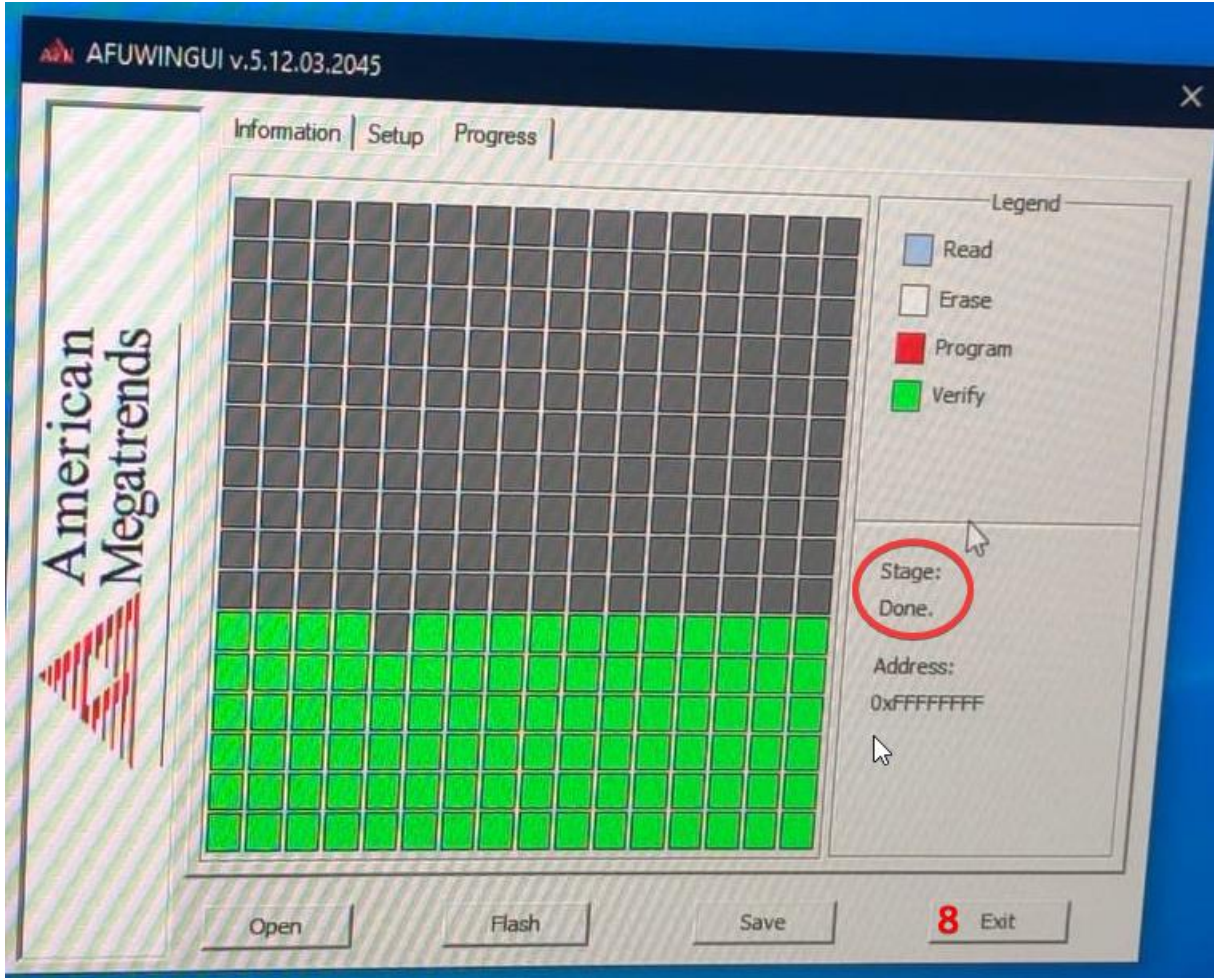 AFUWINGUI v.5.12.03.2045
Information
Setup
Progress
American
Megatrends
Legend
Read
Erase
Program
Verify
Stage:
Done.
Address:
0xFFFFFFFF
Open
Flash
Save
8 Exit